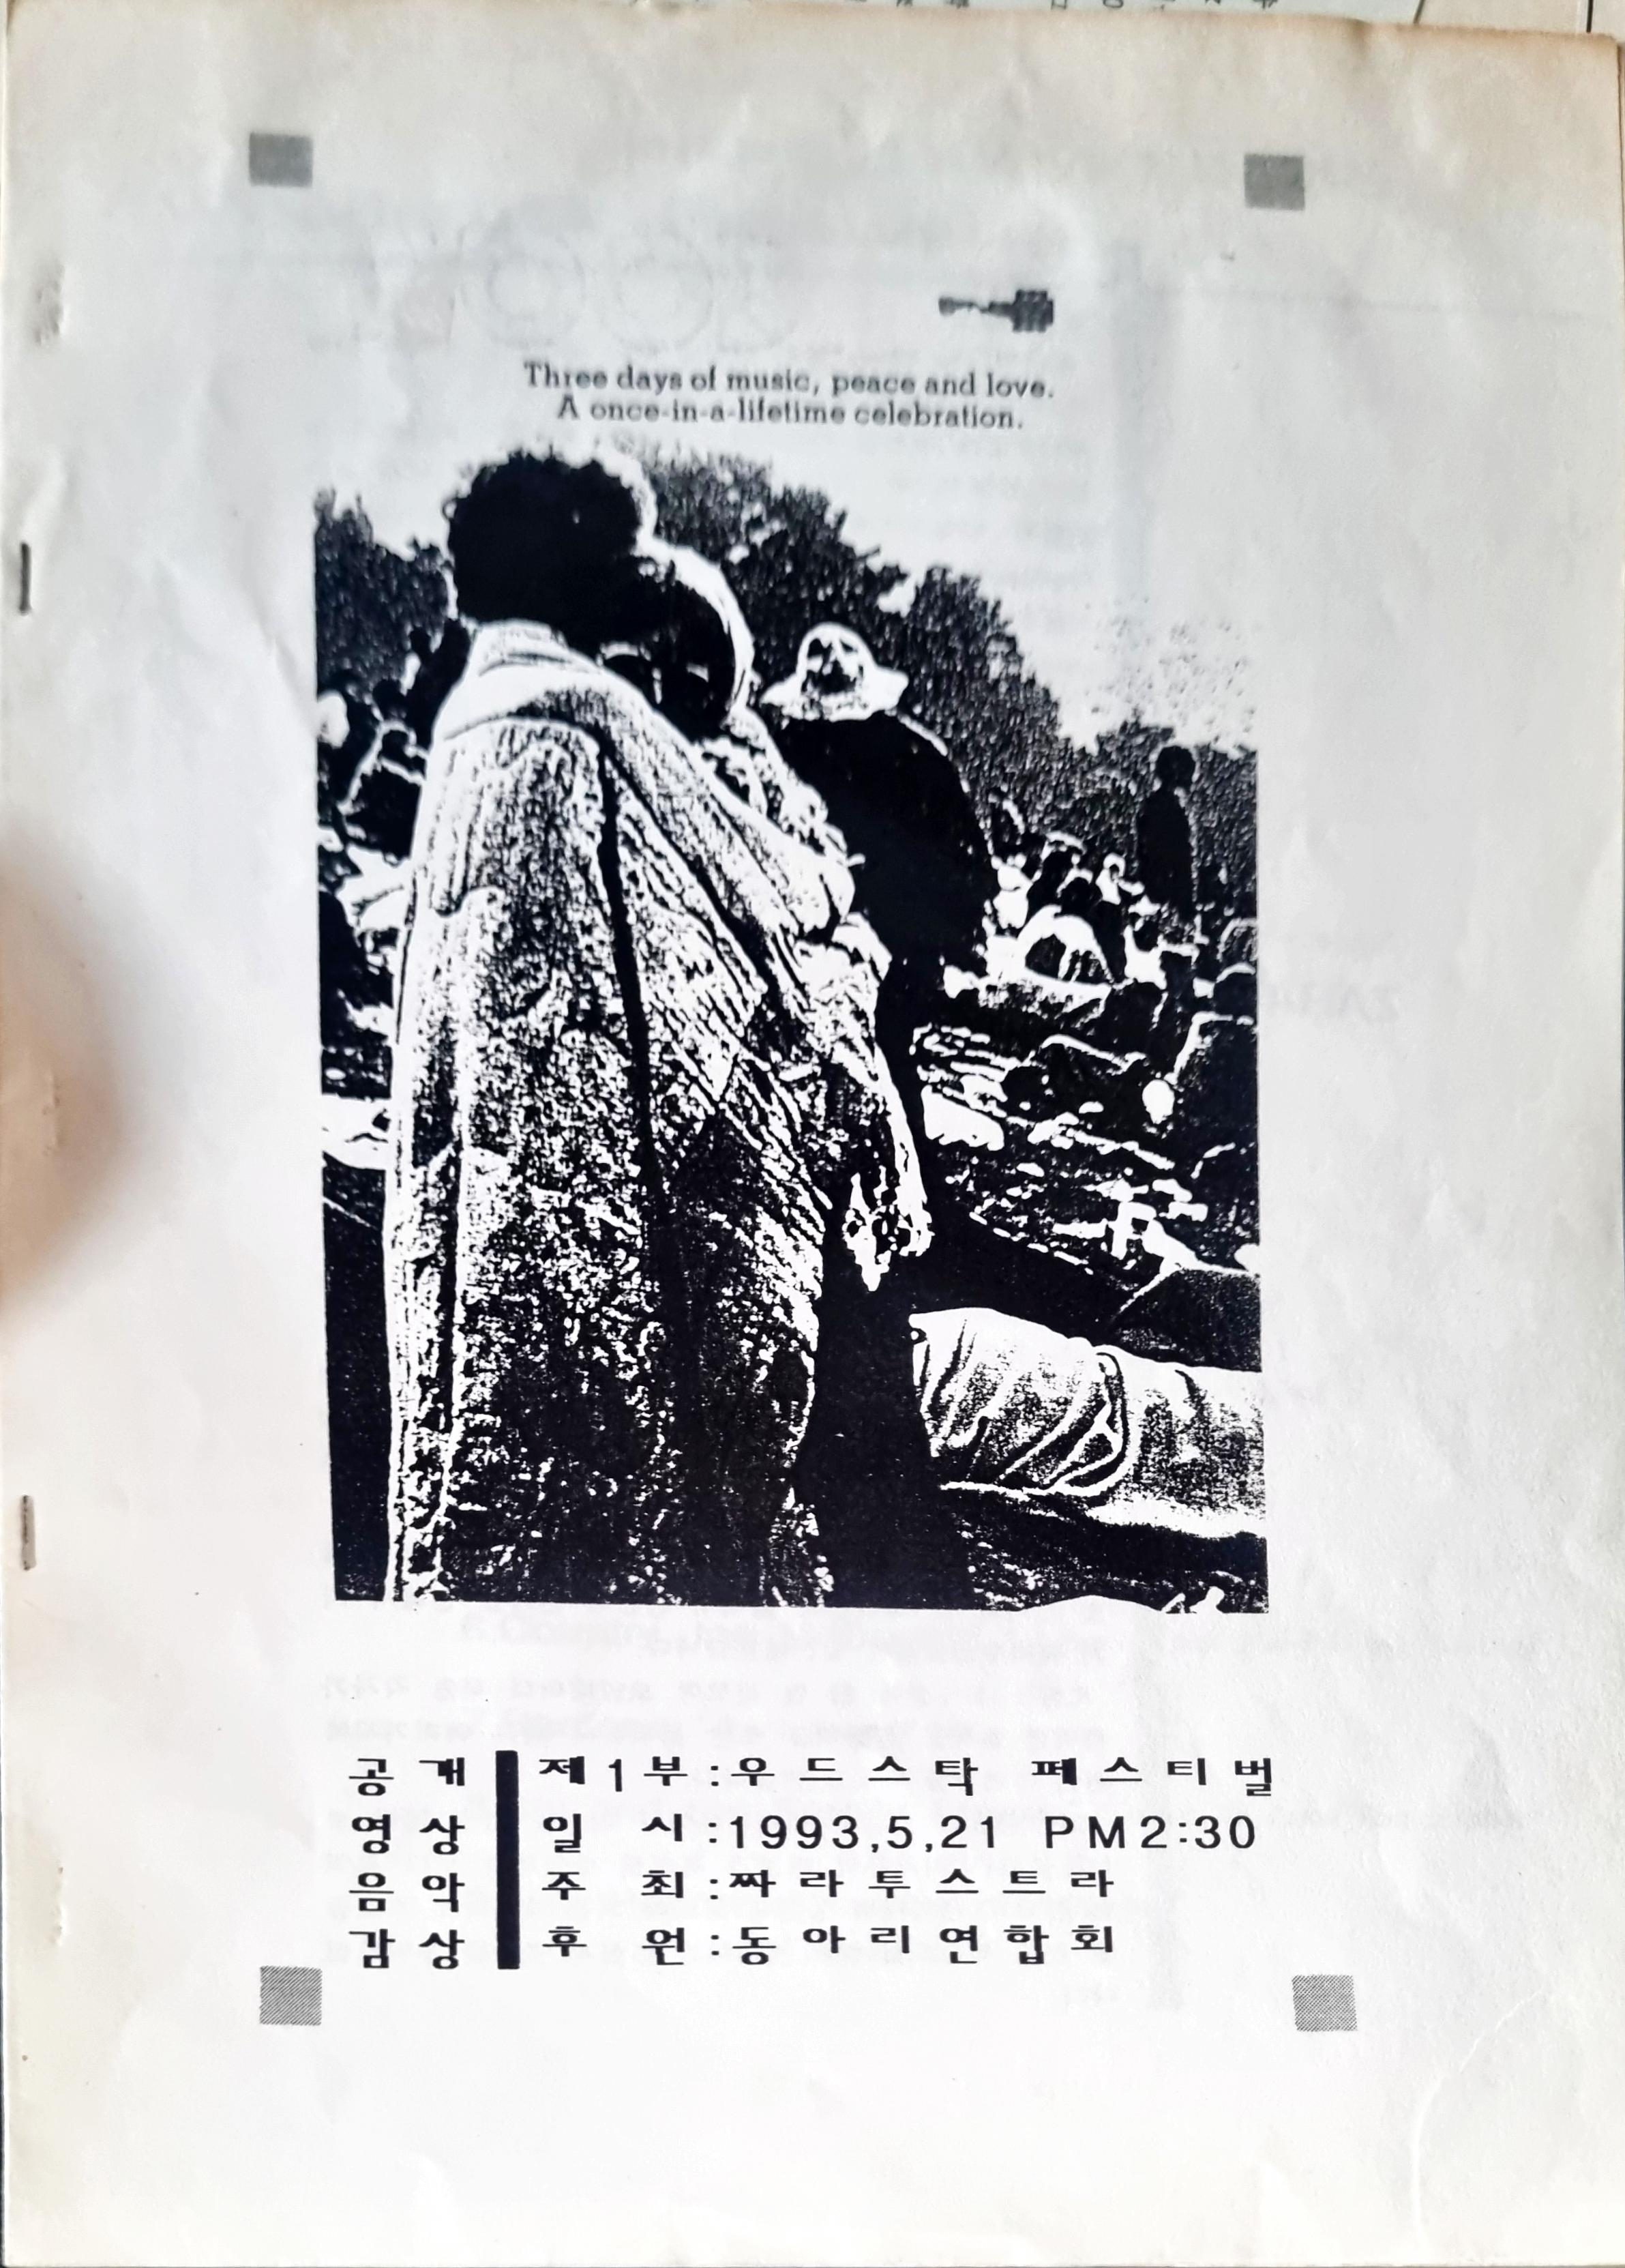 Three days of music, peace and love.
A once-in-a-lifetime celebration.
공개 제1부:우드스탁 페스티벌
영상 일 시:1993,5,21 PM2:30
음악 주 최:짜라투스트라
감상 후 원:동아리연합회